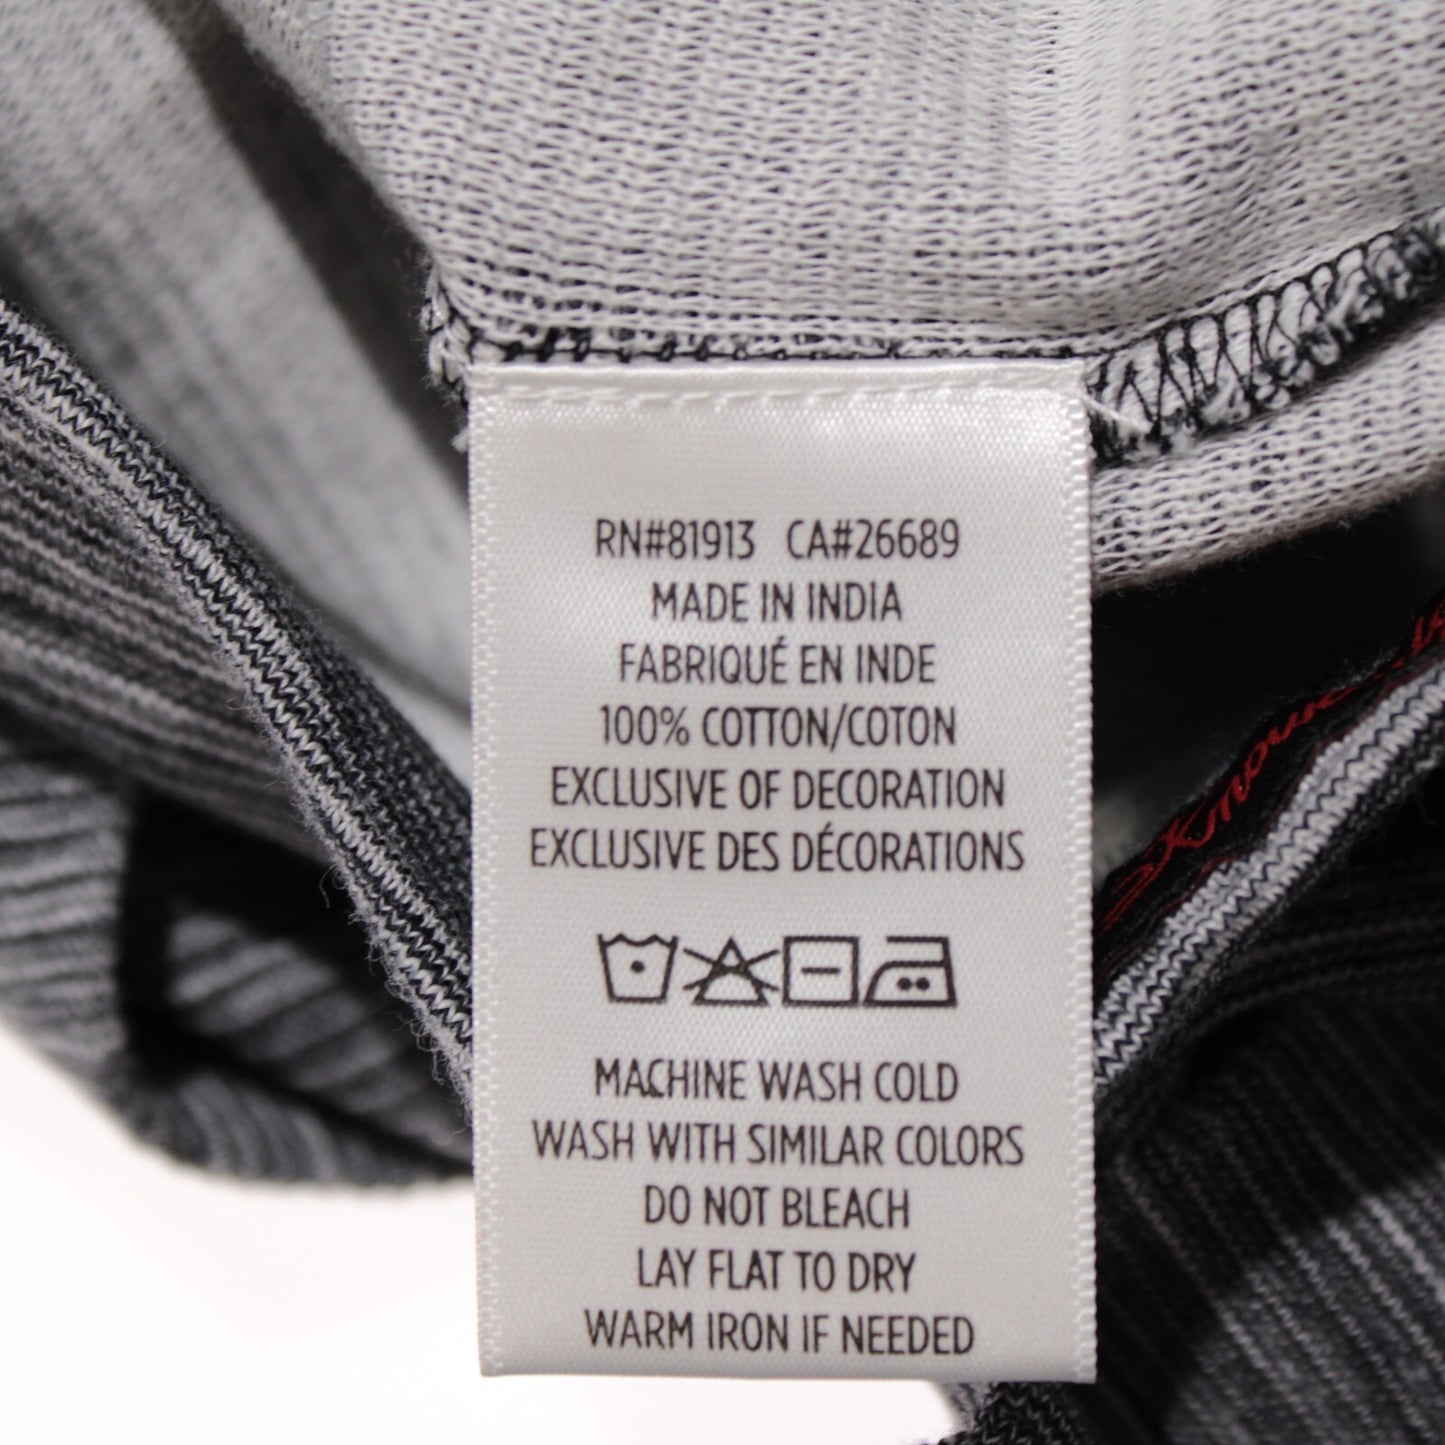 RN#81913 CA#26689
MADE IN INDIA
FABRIQUÉ EN INDE
100% COTTON/COTON
EXCLUSIVE OF DECORATION
EXCLUSIVE DES DÉCORATIONS
MACHINE WASH COLD
WASH WITH SIMILAR COLORS
DO NOT BLEACH
LAY FLAT TO DRY
WARM IRON IF NEEDED